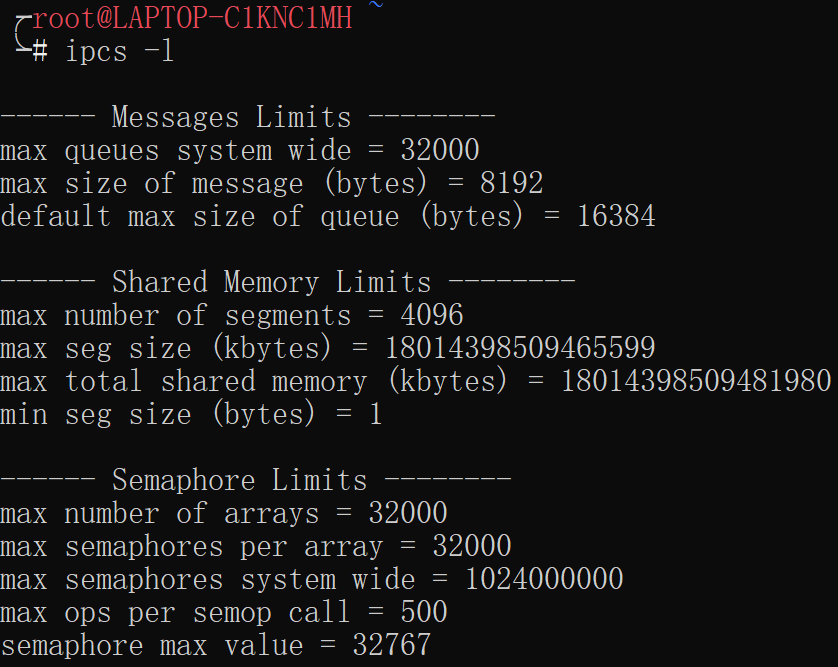 root@LAPTOP-C1KNC1MH ~
# ipcs -l
------ Messages Limits --------
max queues system wide = 32000
max size of message (bytes) = 8192
default max size of queue (bytes) = 16384
------ Shared Memory Limits --------
max number of segments = 4096
max seg size (kbytes) = 18014398509465599
max total shared memory (kbytes) = 18014398509481980
min seg size (bytes) = 1
------ Semaphore Limits --------
max number of arrays = 32000
max semaphores per array = 32000
max semaphores system wide = 1024000000
max ops per semop call = 500
semaphore max value = 32767